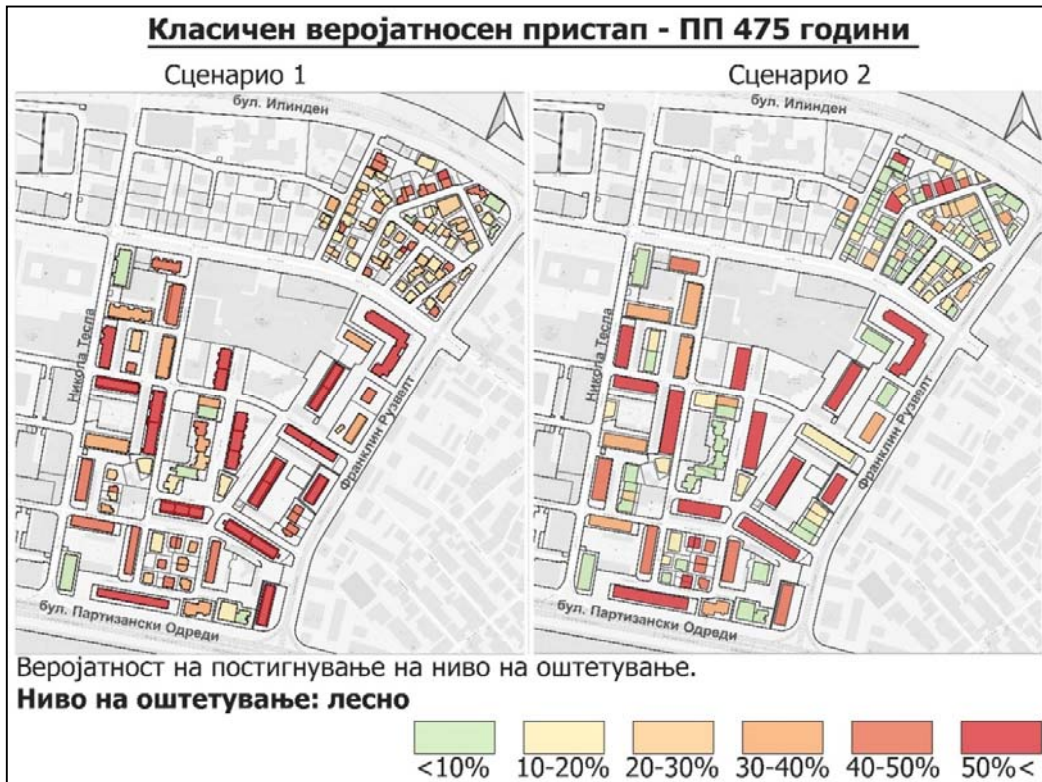 Класичен веројатносен пристап - ПП 475 години
Сценарио 1
Сценарио 2
бул. Илинден
бул. Илинден
Никола Тесла
Никола Тесла
Франклин Рузвелт
Франклин Рузвелт
бул. Партизански Одреди
бул. Партизански Одреди
Веројатност на постигнување на ниво на оштетување.
Ниво на оштетување: лесно
<10% 10-20% 20-30% 30-40% 40-50% 50%<